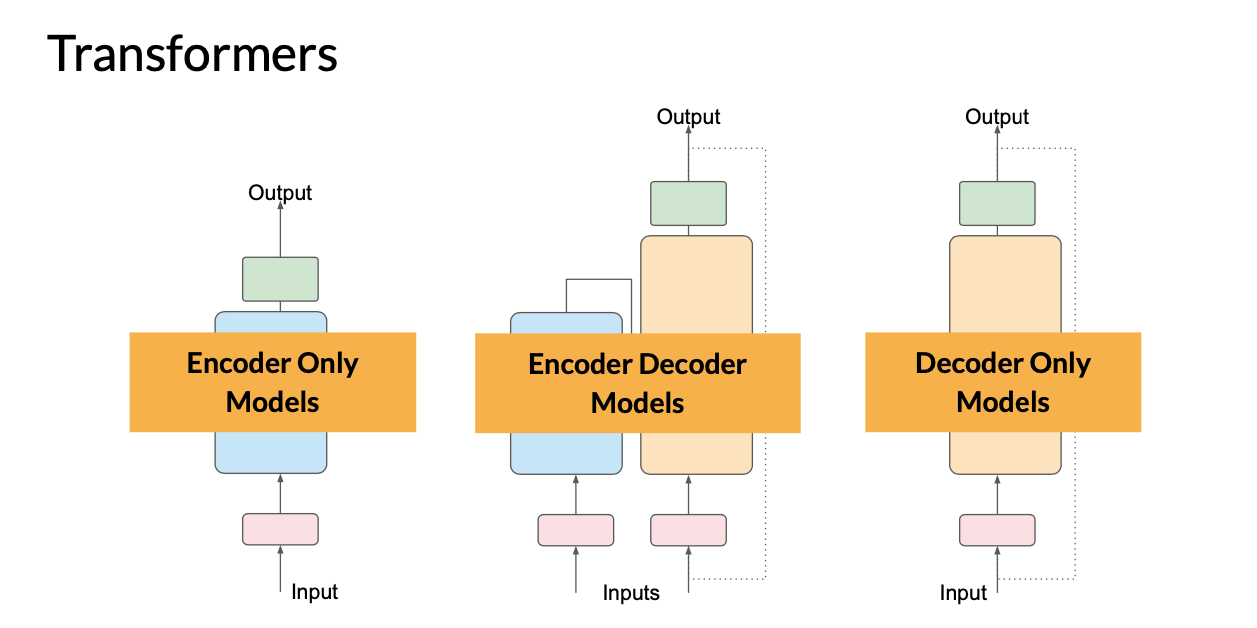 Transformers
Output
Encoder Only
Models
Input
Output
Encoder Decoder
Models
Inputs
Output
Decoder Only
Models
Input